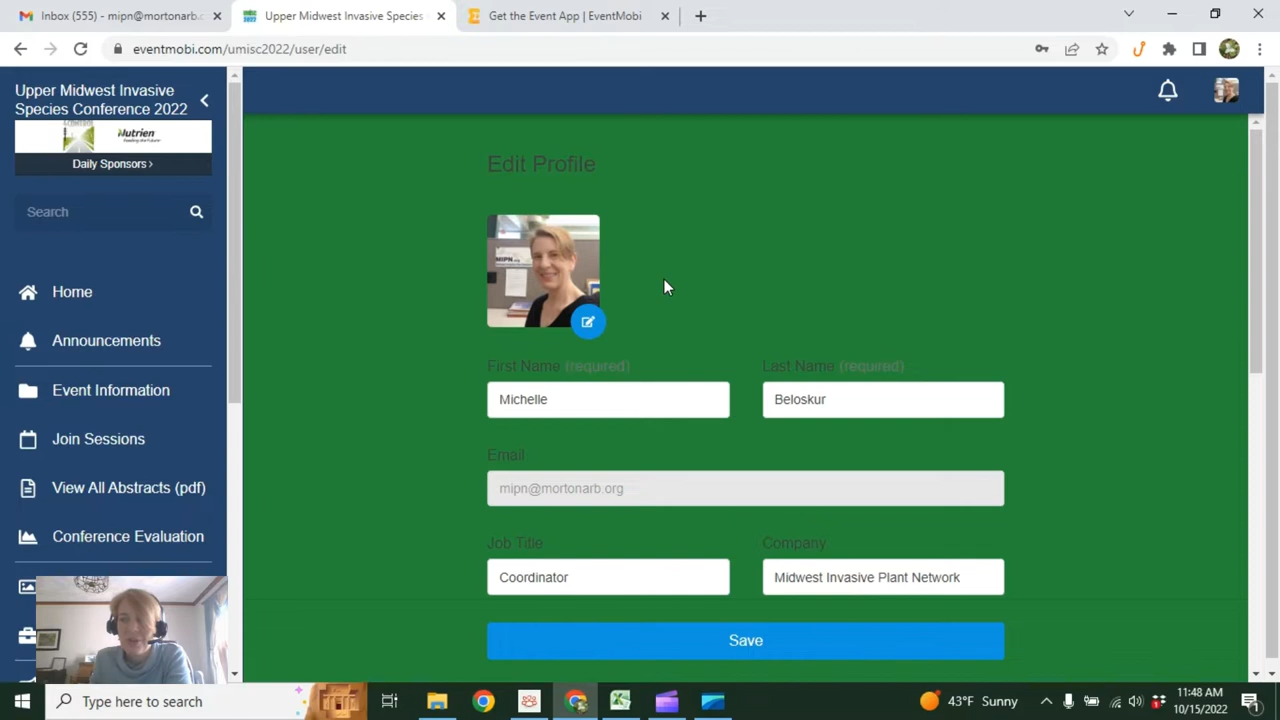 Inbox (555) - mipn@mortonarb.c
Upper Midwest Invasive Species
Get the Event App | EventMobi
eventmobi.com/umisc2022/user/edit
Upper Midwest Invasive
Species Conference 2022
Nutrien
Daily Sponsors
Search
Home
Announcements
Event Information
Join Sessions
View All Abstracts (pdf)
Conference Evaluation
Edit Profile
MIPN.org
First Name (required)
Last Name (required)
Michelle
Beloskur
Email
mipn@mortonarb.org
Job Title
Company
Coordinator
Midwest Invasive Plant Network
Save
Type here to search
43°F Sunny
11:48 AM
10/15/2022
1